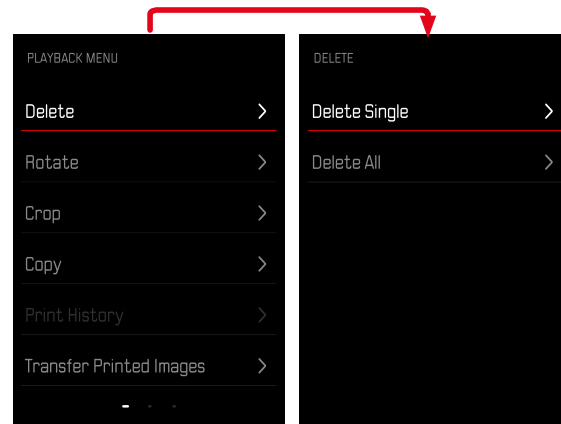 PLAYBACK MENU
Delete
Rotate
Crop
Copy
Print History
Transfer Printed Images
DELETE
Delete Single
Delete All